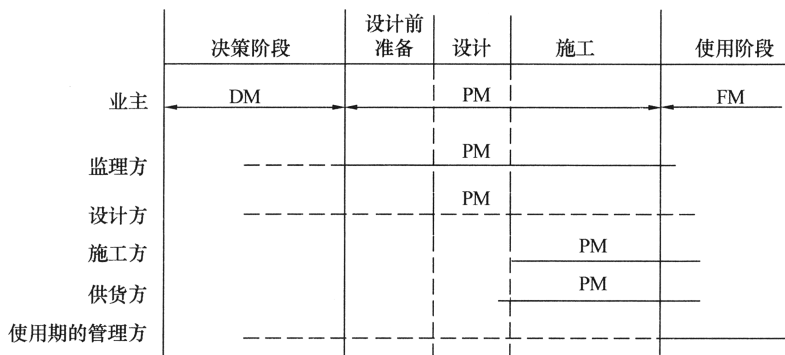 决策阶段 设计前准备 设计 施工 使用阶段
业主 DM PM FM
监理方 PM
设计方 PM
施工方 PM
供货方 PM
使用期的管理方